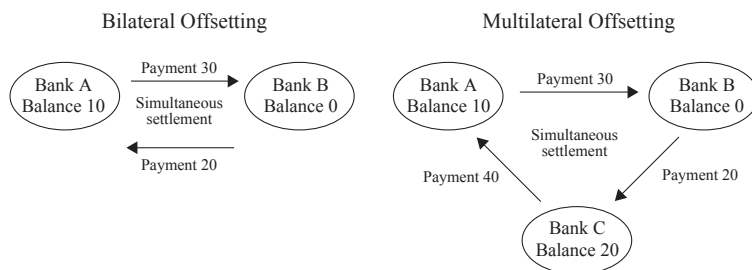 Bilateral Offsetting
Bank A
Balance 10
Payment 30
Simultaneous
settlement
Payment 20
Bank B
Balance 0
Multilateral Offsetting
Bank A
Balance 10
Payment 30
Bank B
Balance 0
Simultaneous
settlement
Payment 40
Payment 20
Bank C
Balance 20